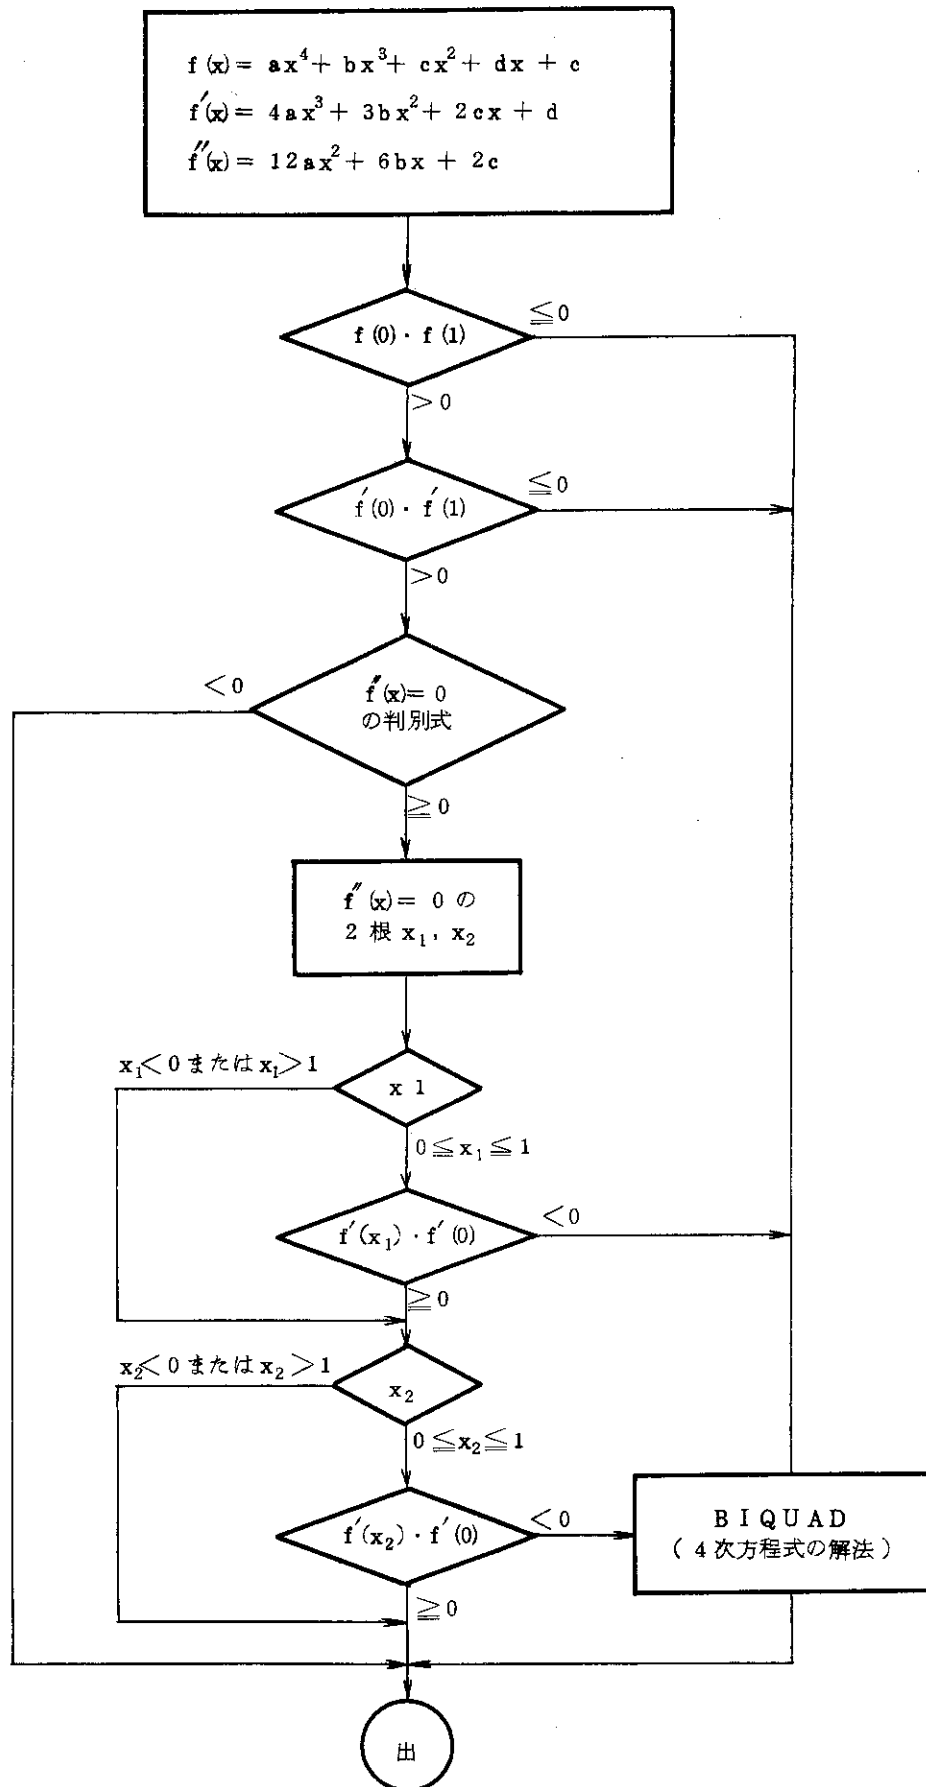 f(x)= ax⁴+ bx³+ cx²+ dx + c
f′(x)= 4ax³+ 3bx²+ 2cx + d
f″(x)= 12ax²+ 6bx + 2c
f(0)・f(1)
≦0
>0
f′(0)・f′(1)
≦0
>0
<0
f″(x)= 0
の判別式
≧0
f″(x)= 0 の
2 根 x₁, x₂
x₁<0 または x₁>1
x 1
0≦x₁≦1
f′(x₁)・f′(0)
<0
≧0
x₂<0 または x₂>1
x₂
0≦x₂≦1
f′(x₂)・f′(0)
<0
BIQUAD
( 4次方程式の解法 )
≧0
出